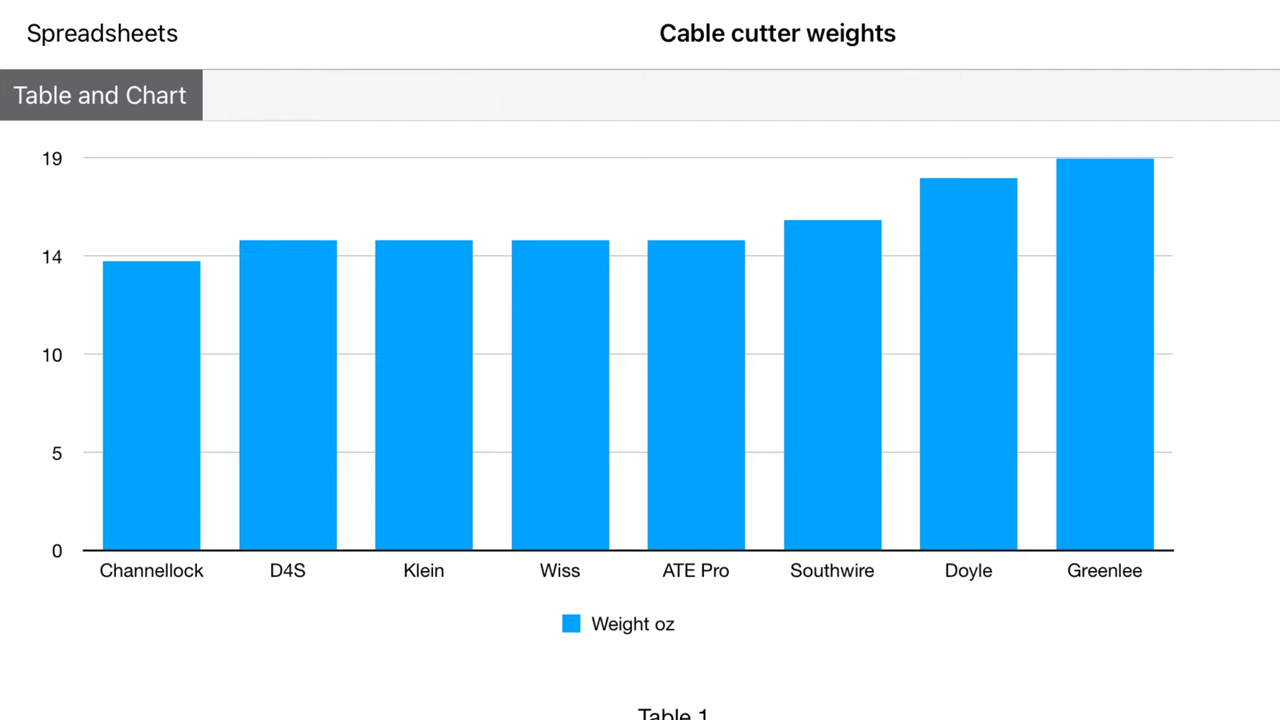 Spreadsheets
Cable cutter weights
Table and Chart
19
14
10
5
0
Channellock D4S Klein Wiss ATE Pro Southwire Doyle Greenlee
Weight oz
Table 1